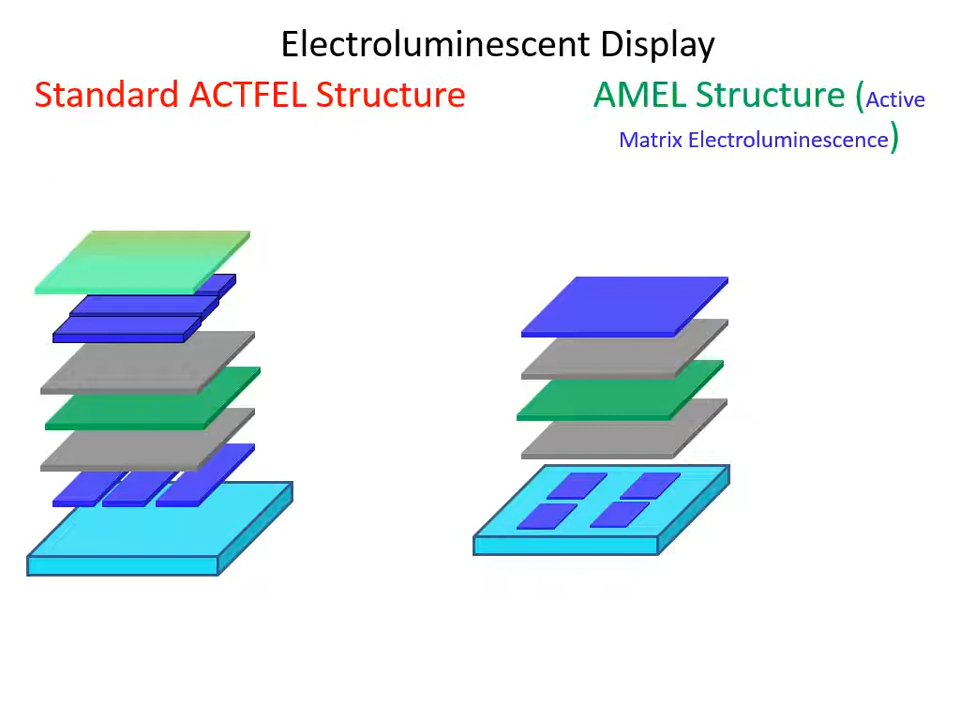 Electroluminescent Display
Standard ACTFEL Structure
AMEL Structure (Active
Matrix Electroluminescence)